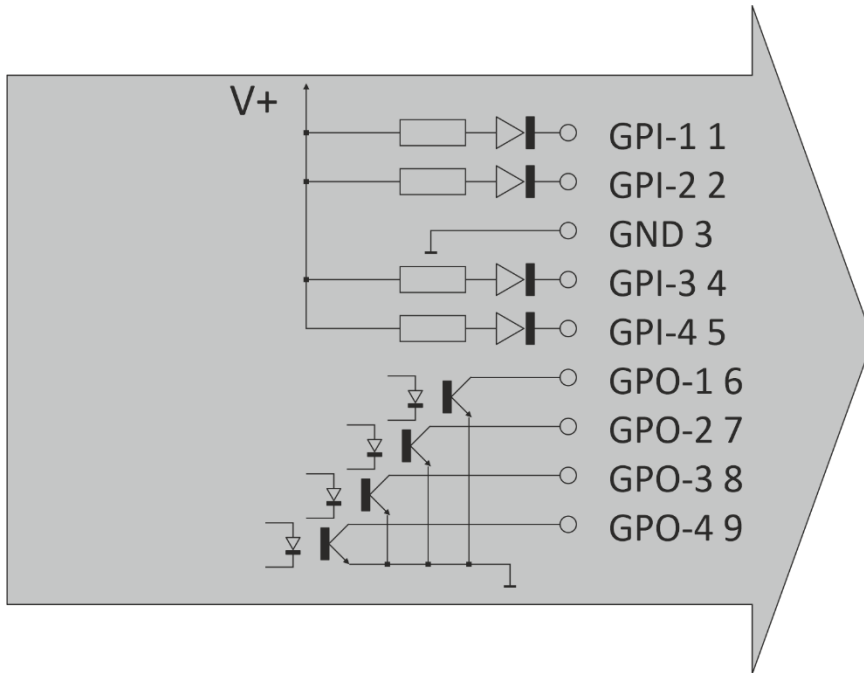 V+
GPI-1 1
GPI-2 2
GND 3
GPI-3 4
GPI-4 5
GPO-1 6
GPO-2 7
GPO-3 8
GPO-4 9